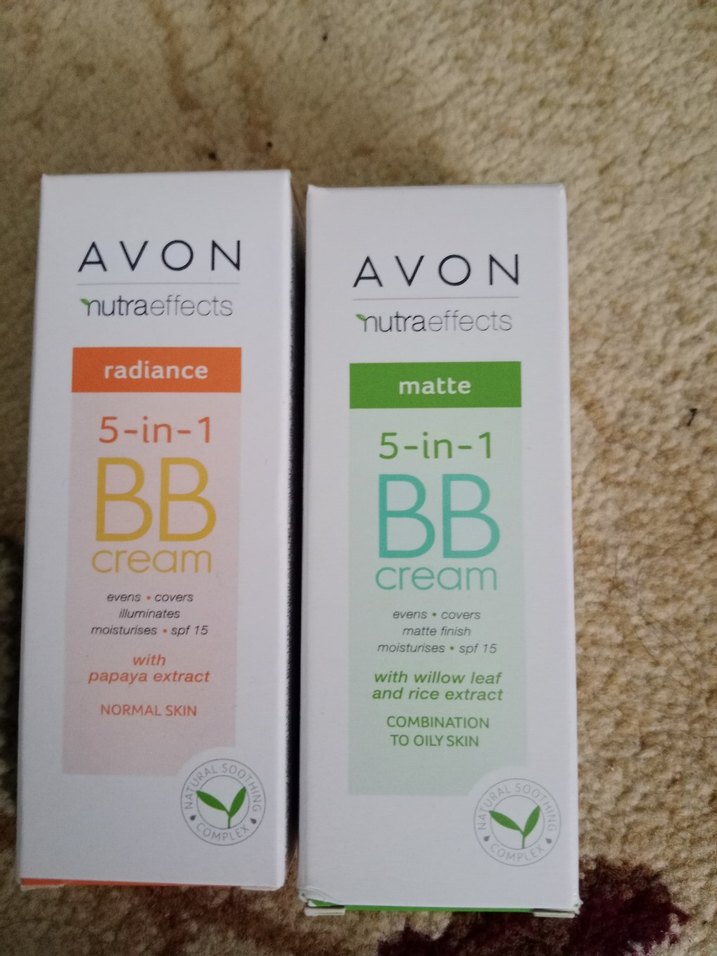 AVON
nutraeffects
radiance
5-in-1
BB
cream
evens • covers
illuminates
moisturises • spf 15
with
papaya extract
NORMAL SKIN
NATURAL SOOTHING
COMPLEX
AVON
nutraeffects
matte
5-in-1
BB
cream
evens • covers
matte finish
moisturises • spf 15
with willow leaf
and rice extract
COMBINATION
TO OILY SKIN
NATURAL SOOTHING
COMPLEX